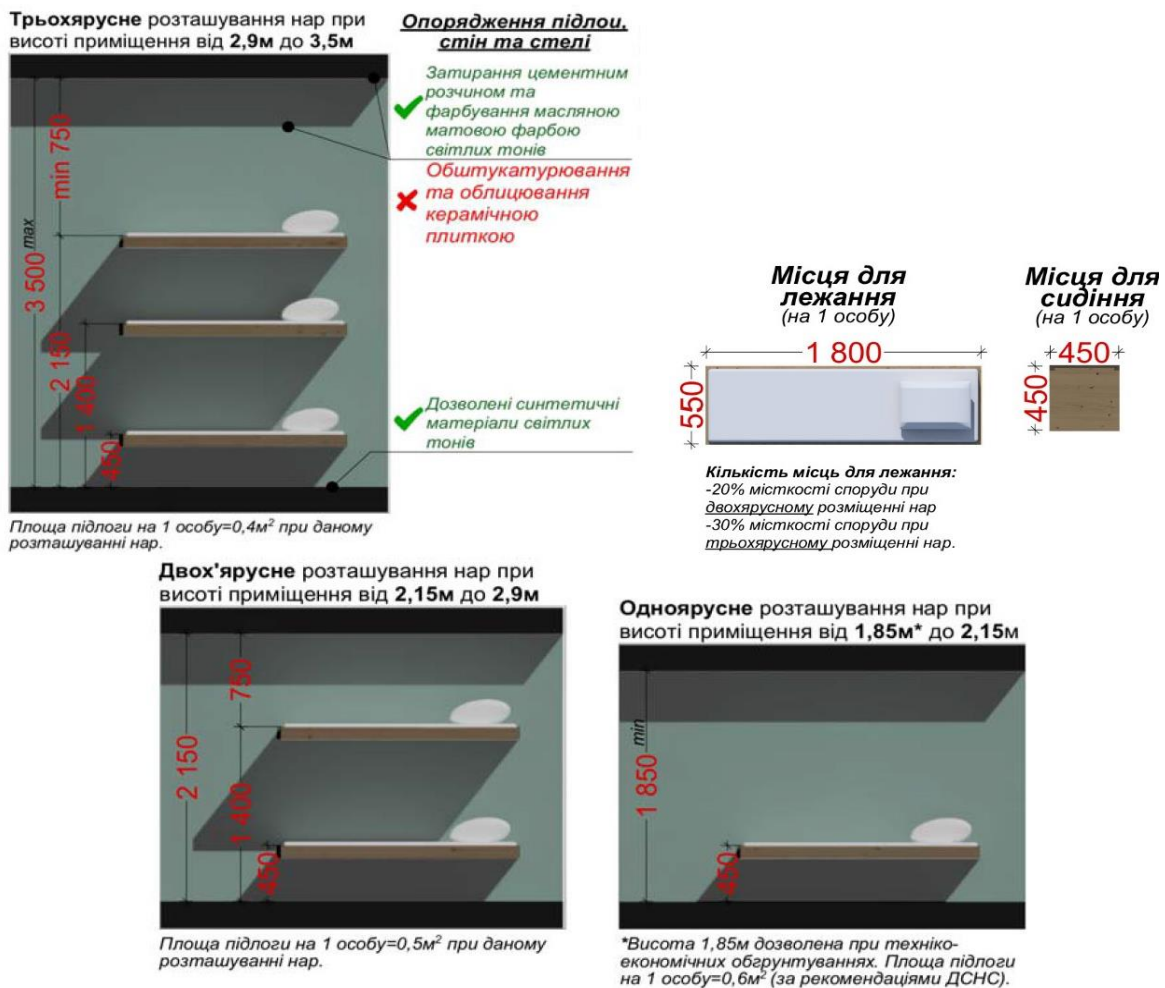 Трьохярусне розташування нар при
висоті приміщення від 2,9м до 3,5м
Опорядження підлои,
стін та стелі
Затирання цементним
розчином та
фарбування масляною
матовою фарбою
світлих тонів
Обштукатурювання
та облицювання
керамічною
плиткою
min 750
3 500 max
2 150
1 400
450
Дозволені синтетичні
матеріали світлих
тонів
Площа підлоги на 1 особу=0,4м² при даному
розташуванні нар.
Місця для
лежання
(на 1 особу)
1 800
550
Місця для
сидіння
(на 1 особу)
450
450
Кількість місць для лежання:
-20% місткості споруди при
двохярусному розміщенні нар
-30% місткості споруди при
трьохярусному розміщенні нар.
Двох'ярусне розташування нар при
висоті приміщення від 2,15м до 2,9м
750
2 150
1 400
450
Площа підлоги на 1 особу=0,5м² при даному
розташуванні нар.
Одноярусне розташування нар при
висоті приміщення від 1,85м* до 2,15м
1 850 min
450
*Висота 1,85м дозволена при техніко-
економічних обгрунтуваннях. Площа підлоги
на 1 особу=0,6м² (за рекомендаціями ДСНС).